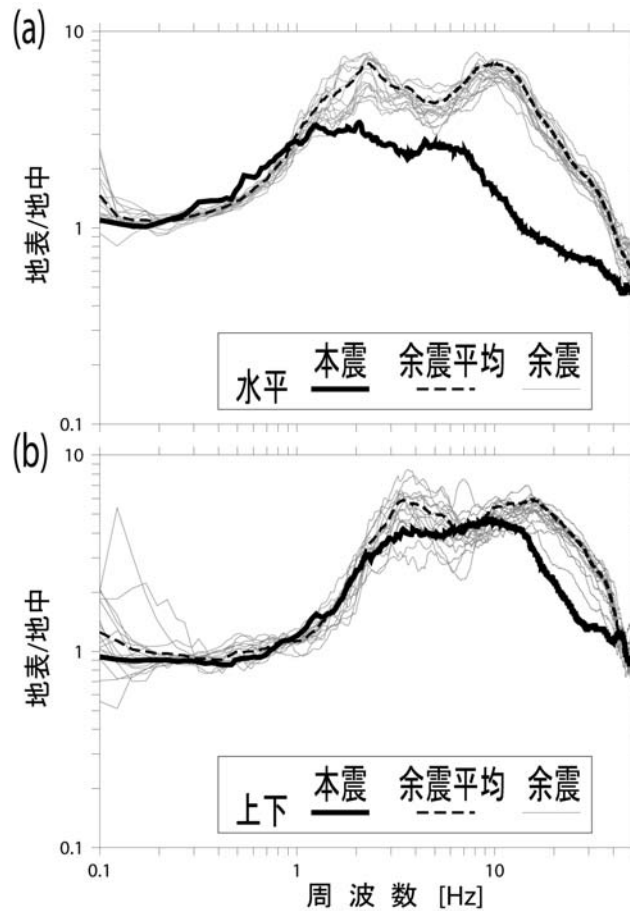 (a)
10
1
0.1
地表/地中
本震 余震平均 余震
水平
(b)
10
1
0.1
地表/地中
本震 余震平均 余震
上下
0.1 1 10
周 波 数 [Hz]